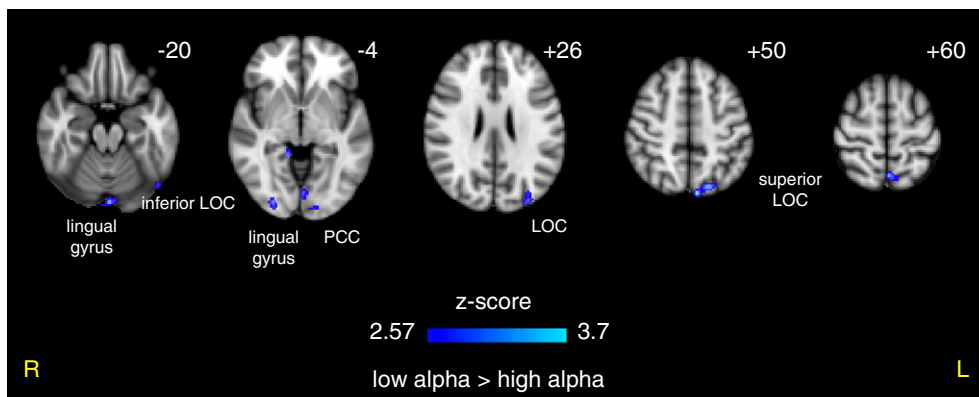 -20
-4
+26
+50
+60
inferior LOC
lingual
gyrus
lingual
gyrus
PCC
LOC
superior
LOC
z-score
2.57
3.7
R
L
low alpha > high alpha